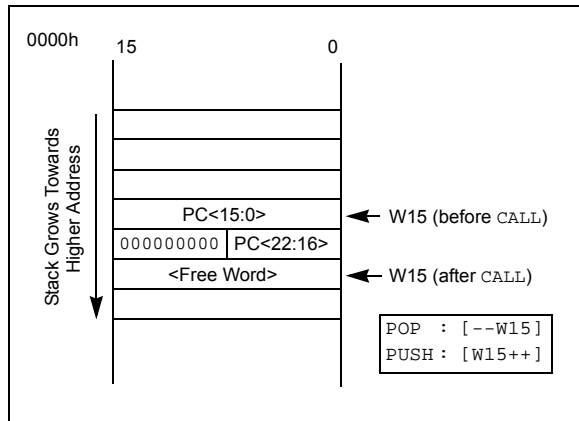 0000h
15 0
Stack Grows Towards
Higher Address
PC<15:0>
W15 (before CALL)
000000000 PC<22:16>
<Free Word>
W15 (after CALL)
POP : [--W15]
PUSH : [W15++]